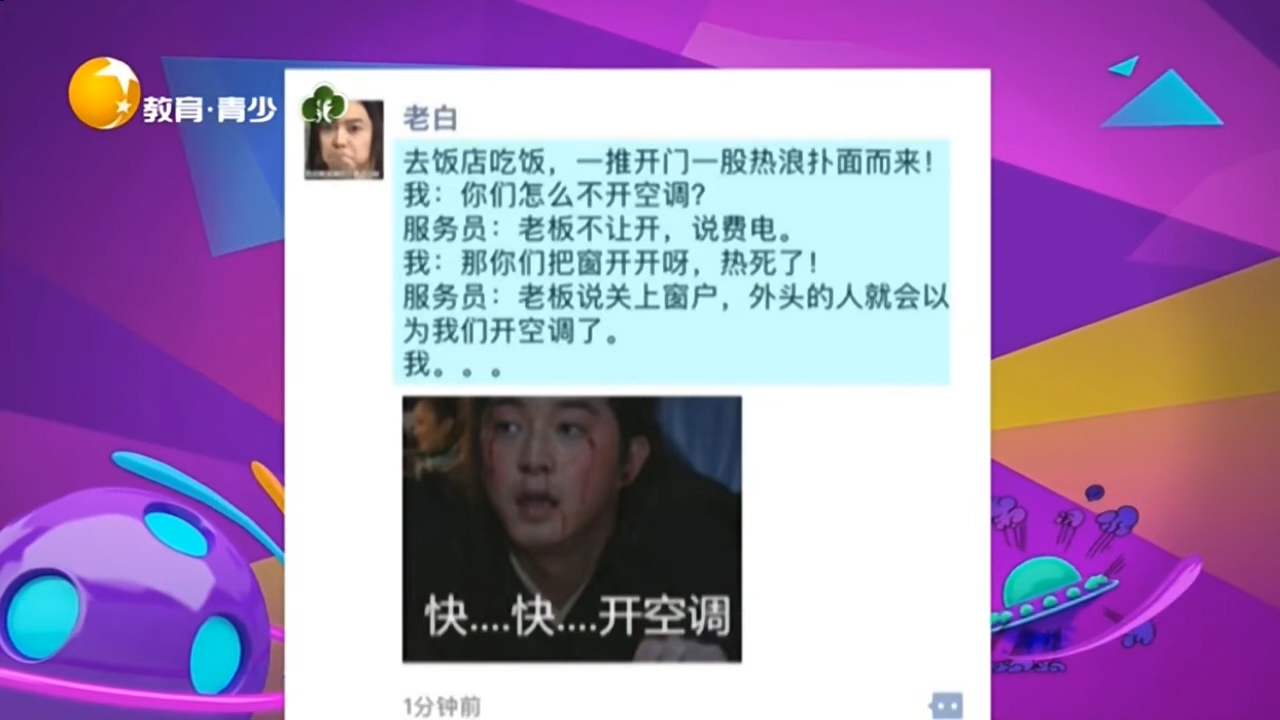 教育·青少
老白
去饭店吃饭，一推开门一股热浪扑面而来！
我：你们怎么不开空调？
服务员：老板不让开，说费电。
我：那你们把窗开开呀，热死了！
服务员：老板说关上窗户，外头的人就会以
为我们开空调了。
我。。。
快....快....开空调
1分钟前